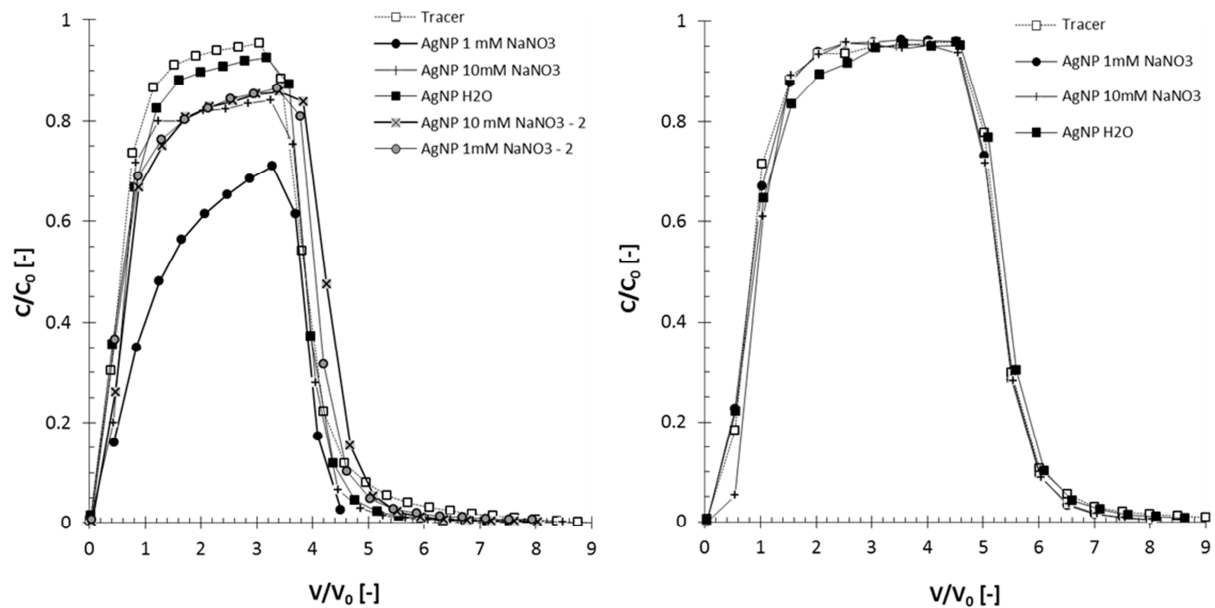 Tracer
AgNP 1 mM NaNO3
AgNP 10mM NaNO3
AgNP H2O
AgNP 10 mM NaNO3 - 2
AgNP 1mM NaNO3 - 2
1
0.8
0.6
0.4
0.2
0
C/C0 [-]
0 1 2 3 4 5 6 7 8 9
V/V0 [-]
Tracer
AgNP 1mM NaNO3
AgNP 10mM NaNO3
AgNP H2O
1
0.8
0.6
0.4
0.2
0
C/C0 [-]
0 1 2 3 4 5 6 7 8 9
V/V0 [-]